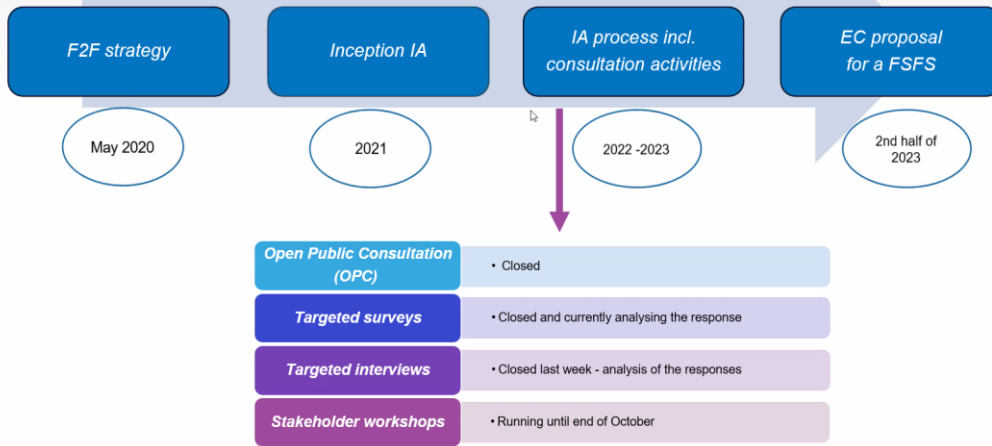 F2F strategy
Inception IA
IA process incl.
consultation activities
EC proposal
for a FSFS
May 2020
2021
2022 -2023
2nd half of
2023
Open Public Consultation
(OPC)
• Closed
Targeted surveys
• Closed and currently analysing the response
Targeted interviews
• Closed last week - analysis of the responses
Stakeholder workshops
• Running until end of October